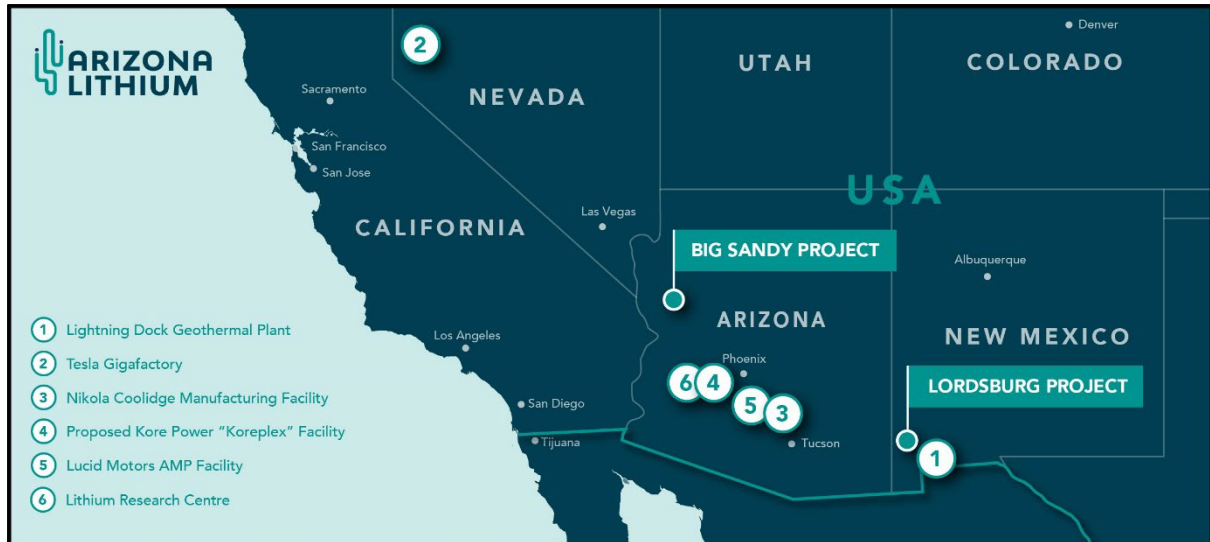 ARIZONA
LITHIUM
2
Denver
UTAH
COLORADO
NEVADA
Sacramento
San Francisco
San Jose
USA
Las Vegas
CALIFORNIA
BIG SANDY PROJECT
Albuquerque
ARIZONA
NEW MEXICO
Los Angeles
Phoenix
6
4
5
3
LORDSBURG PROJECT
San Diego
Tijuana
Tucson
1
1 Lightning Dock Geothermal Plant
2 Tesla Gigafactory
3 Nikola Coolidge Manufacturing Facility
4 Proposed Kore Power “Koreplex” Facility
5 Lucid Motors AMP Facility
6 Lithium Research Centre